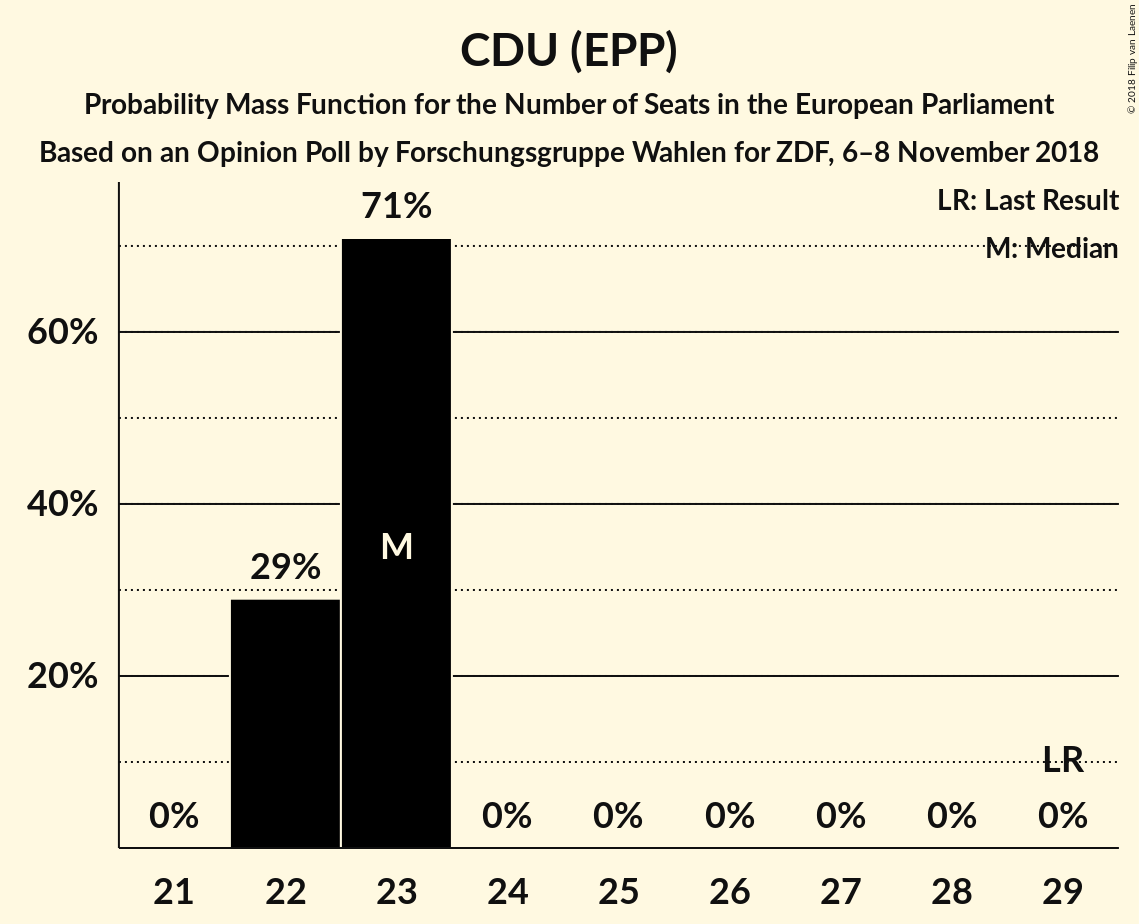 CDU (EPP)
Probability Mass Function for the Number of Seats in the European Parliament
Based on an Opinion Poll by Forschungsgruppe Wahlen for ZDF, 6–8 November 2018
© 2018 Filip van Laenen
LR: Last Result
M: Median
71%
60%
40%
M
29%
20%
LR
0% 0% 0% 0% 0% 0% 0%
21 22 23 24 25 26 27 28 29